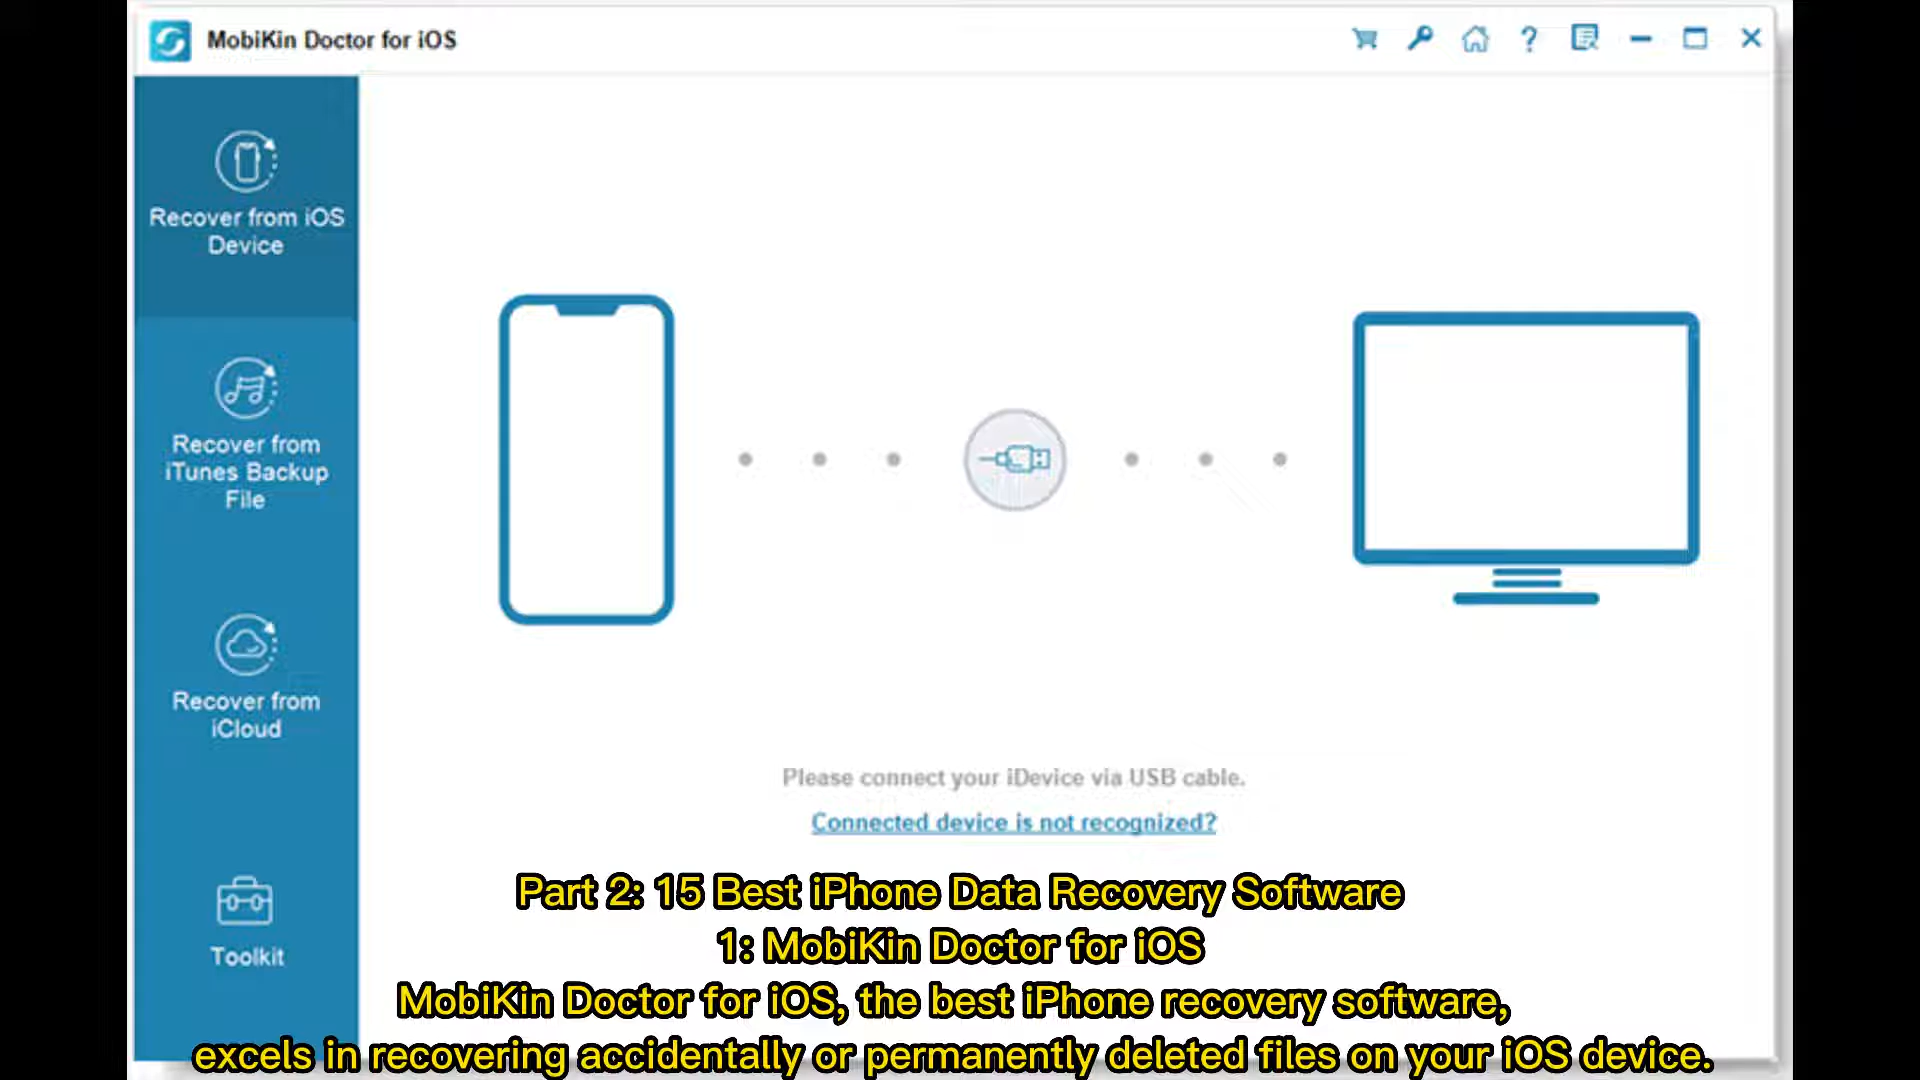 MobiKin Doctor for iOS
Recover from iOS
Device
Recover from
iTunes Backup
File
Recover from
iCloud
Toolkit
Please connect your iDevice via USB cable.
Connected device is not recognized?
Part 2: 15 Best iPhone Data Recovery Software
1: MobiKin Doctor for iOS
MobiKin Doctor for iOS, the best iPhone recovery software,
excels in recovering accidentally or permanently deleted files on your iOS device.